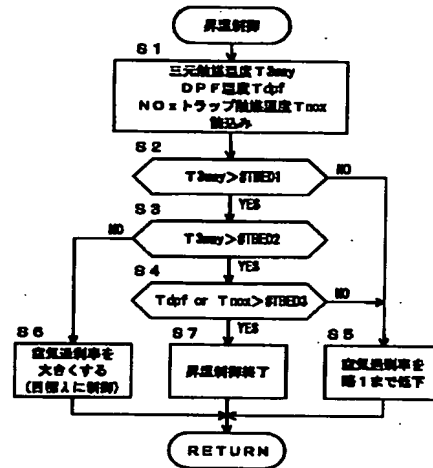 昇温制御
S1
三元触媒温度T3way
DPF温度Tdpf
NOxトラップ触媒温度Tnox
読込み
S2
T3way>#TBED1
NO
YES
S3
NO
T3way>#TBED2
YES
S4
Tdpf or Tnox>#TBED3
NO
YES
S6
空気過剰率を
大きくする
(目標λに制御)
S7
昇温制御終了
S5
空気過剰率を
略1まで低下
RETURN